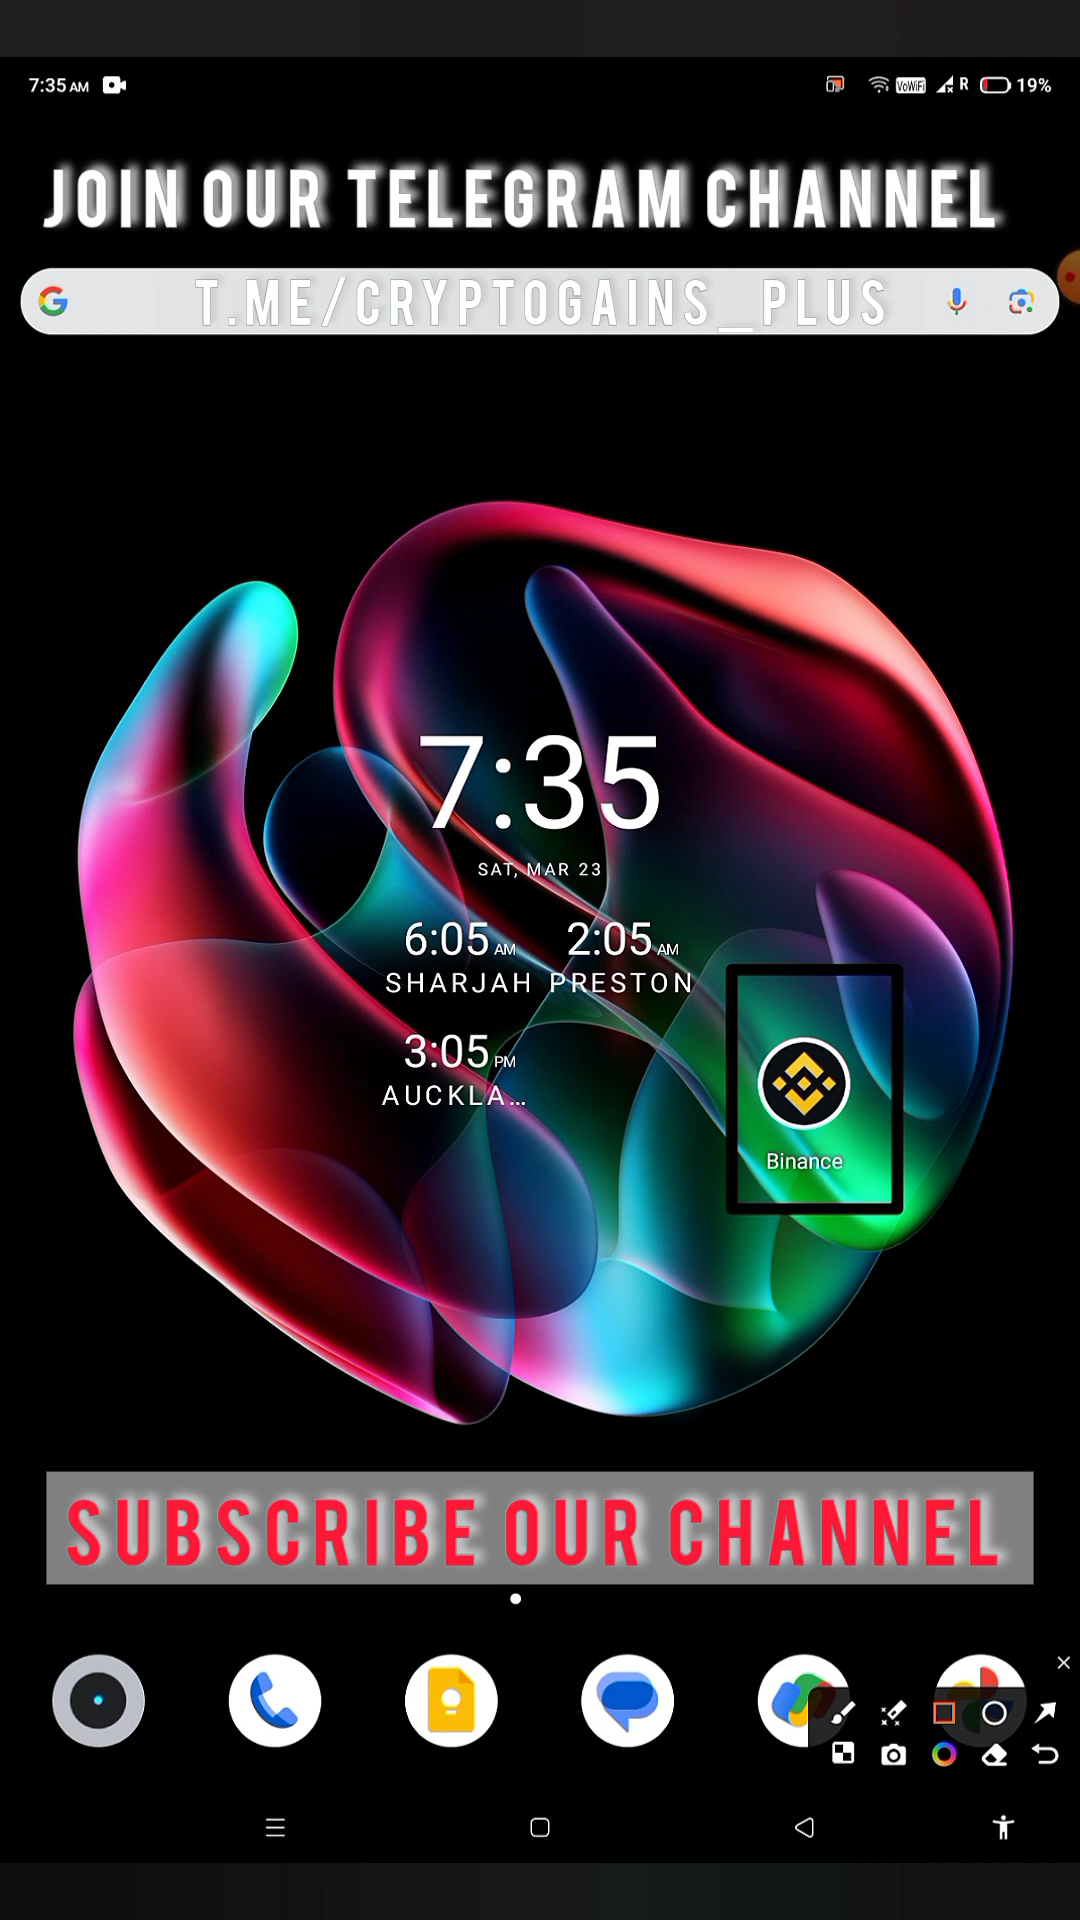 7:35 AM
VoWiFi R 19%
JOIN OUR TELEGRAM CHANNEL
T.ME/CRYPTOGAINS_PLUS
7:35
SAT, MAR 23
6:05 AM 2:05 AM
SHARJAH PRESTON
3:05 PM
AUCKLA...
Binance
SUBSCRIBE OUR CHANNEL